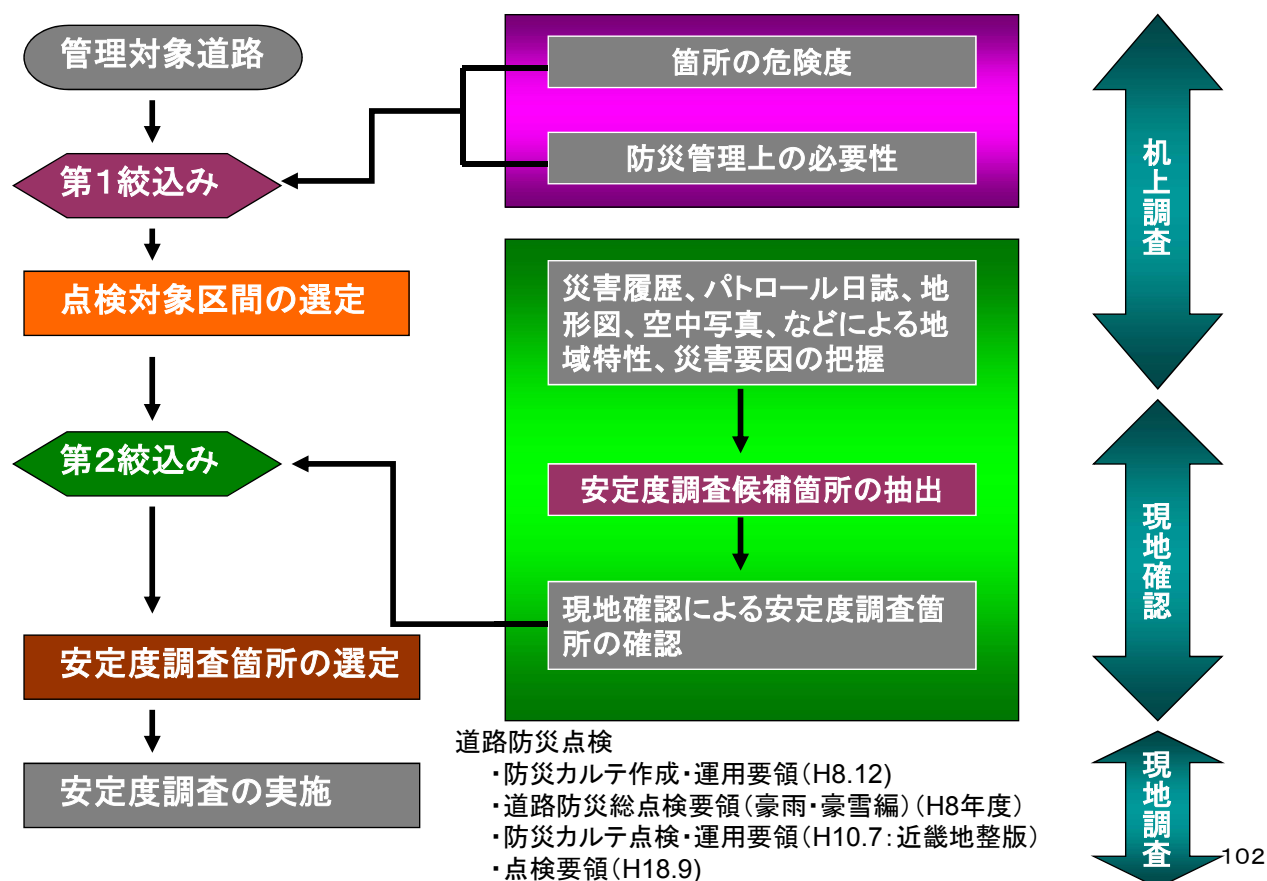 管理対象道路
第１絞込み
点検対象区間の選定
第２絞込み
安定度調査箇所の選定
安定度調査の実施
箇所の危険度
防災管理上の必要性
災害履歴、パトロール日誌、地
形図、空中写真、などによる地
域特性、災害要因の把握
安定度調査候補箇所の抽出
現地確認による安定度調査箇
所の確認
机上調査
現地確認
現地調査
道路防災点検
・防災カルテ作成・運用要領（H8.12)
・道路防災総点検要領（豪雨・豪雪編）（H8年度）
・防災カルテ点検・運用要領（H10.7：近畿地整版）
・点検要領（H18.9)
102